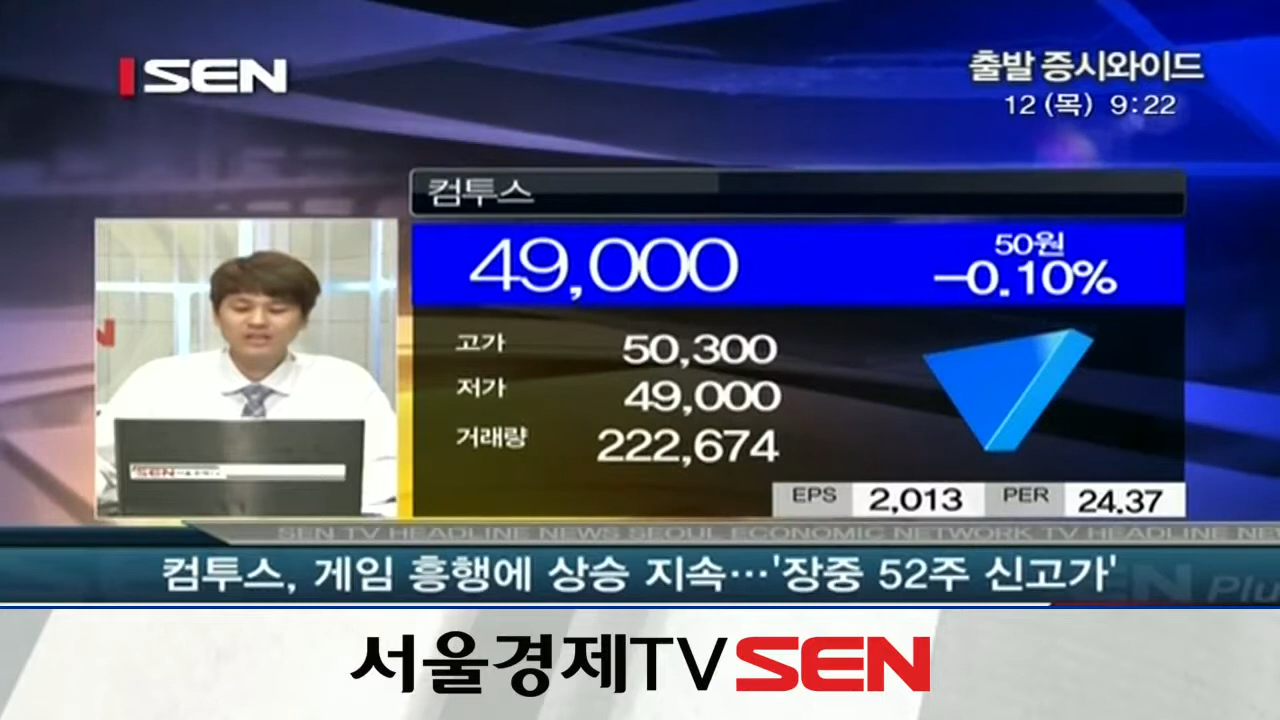 SEN
출발 증시와이드
12 (목) 9:22
컴투스
49,000
50원
-0.10%
고가 50,300
저가 49,000
거래량 222,674
EPS 2,013 PER 24.37
SEN
SEN TV HEADLINE NEWS SEOUL ECONOMIC NETWORK TV HEADLINE NE
컴투스, 게임 흥행에 상승 지속…'장중 52주 신고가'
EN Plu
서울경제TV SEN